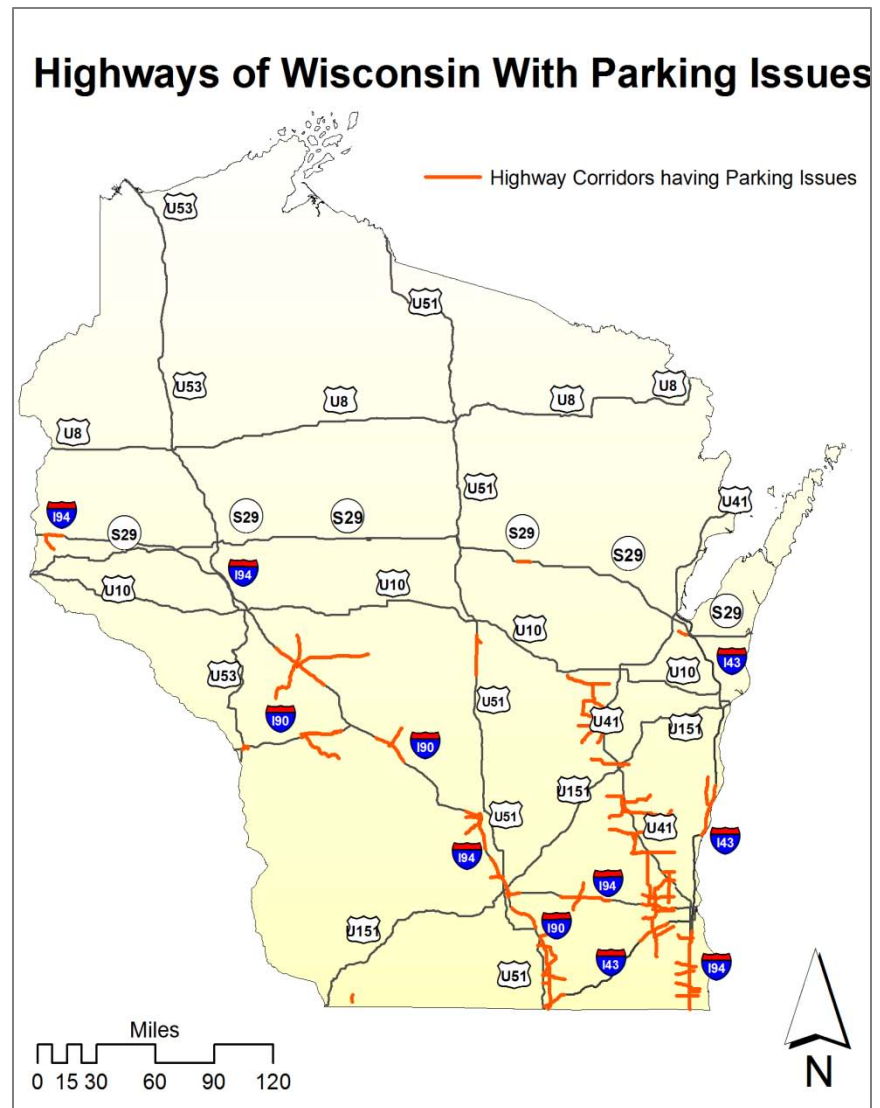 Highways of Wisconsin With Parking Issues
Highway Corridors having Parking Issues
U53
U51
U53
U8
U8
U8
U8
U51
I94
S29
S29
S29
U41
S29
S29
I94
U10
U10
S29
U10
I43
U10
U53
U51
I90
U41
U151
I90
U151
U51
U41
I43
I94
I94
U151
I90
I43
I94
U51
Miles
0 15 30 60 90 120
N